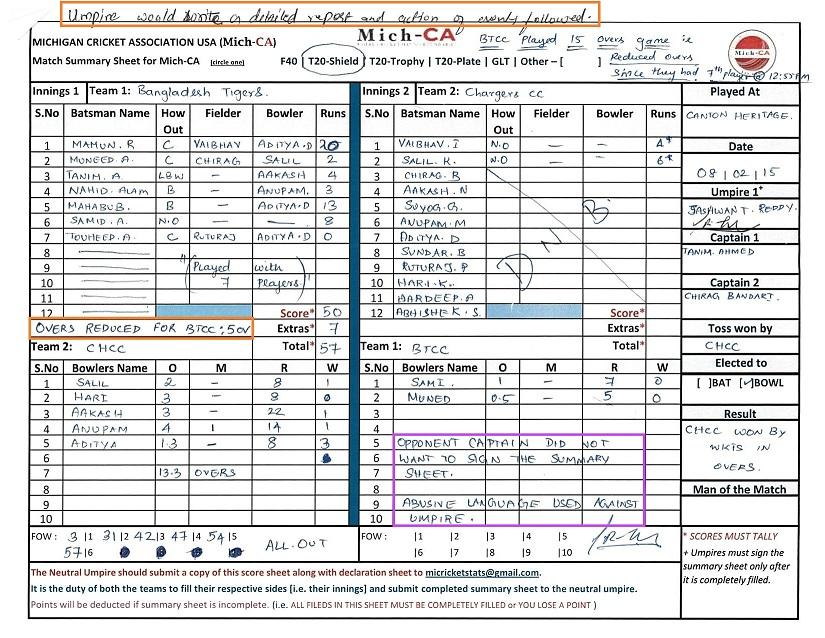 Umpire would write a detailed report and action of events followed.
MICHIGAN CRICKET ASSOCIATION USA (Mich-CA)
Mich-CA
BTCC Played 15 overs game i.e
Reduced overs
Since they had 7th player @ 12:55PM
Mich-CA
Match Summary Sheet for Mich-CA (circle one) F40 | T20-Shield | T20-Trophy | T20-Plate | GLT | Other – [ ]
Innings 1 Team 1: Bangladesh Tigers.
S.No Batsman Name How Out Fielder Bowler Runs
1 MAMUN. R C VAIBHAV ADITYA.D 20
2 MUNEED. A. C CHIRAG SALIL 2
3 TANIM. A LBW – AAKASH 4
4 NAHID. ALAM B – ANUPAM. 3
5 MAHABUB. B – ADITYA.D 13
6 SAMID. A. N.O – 8
7 TOUHEED. A. C RUTURAJ ADITYA.D 0
8
9
10
11
12
"(Played with
7 Players)"
Score* 50
OVERS REDUCED FOR BTCC: 5OV
Extras* 7
Total* 57
Innings 2 Team 2: Chargers CC
S.No Batsman Name How Out Fielder Bowler Runs
1 VAIBHAV. I N.O – – 4*
2 SALIL. K. N.O – – 6*
3 CHIRAG. B
4 AAKASH. N
5 SUYOG. G.
6 ANUPAM. M
7 ADITYA. D
8 SUNDAR. B
9 RUTURAJ. P
10 HARI. K.
11 HARDEEP. A
12 ABHISHEK. S.
D N B
Score*
Extras*
Total*
Played At
CANTON HERITAGE.
Date
08 | 02 | 15
Umpire 1+
JASHWANT. REDDY.
Captain 1
TANIM. AHMED
Captain 2
CHIRAG BANDART.
Toss won by
CHCC
Elected to
[ ]BAT [✓]BOWL
Result
CHCC WON BY
WKTS IN
OVERS.
Man of the Match
Team 2: CHCC
S.No Bowlers Name O M R W
1 SALIL 2 – 8 1
2 HARI 3 – 8 0
3 AAKASH 3 – 22 1
4 ANUPAM 4 1 14 1
5 ADITYA 1.3 – 8 3
6
7 13.3 OVERS
8
9
10
Team 1: BTCC
S.No Bowlers Name O M R W
1 SAMI. 1 – 7 0
2 MUNED 0.5 – 5 0
3
4
5 OPPONENT CAPTAIN DID NOT
6 WANT TO SIGN THE SUMMARY
7 SHEET.
8
9 ABUSIVE LANGUAGE USED AGAINST
10 UMPIRE.
FOW : 3 |1 31|2 42|3 47|4 54|5
57|6
ALL.OUT
FOW : |1 |2 |3 |4 |5
|6 |7 |8 |9 |10
* SCORES MUST TALLY
+ Umpires must sign the
summary sheet only after
it is completely filled.
The Neutral Umpire should submit a copy of this score sheet along with declaration sheet to micricketstats@gmail.com.
It is the duty of both the teams to fill their respective sides [i.e. their innings] and submit completed summary sheet to the neutral umpire.
Points will be deducted if summary sheet is incomplete. (i.e. ALL FILEDS IN THIS SHEET MUST BE COMPLETELY FILLED or YOU LOSE A POINT )